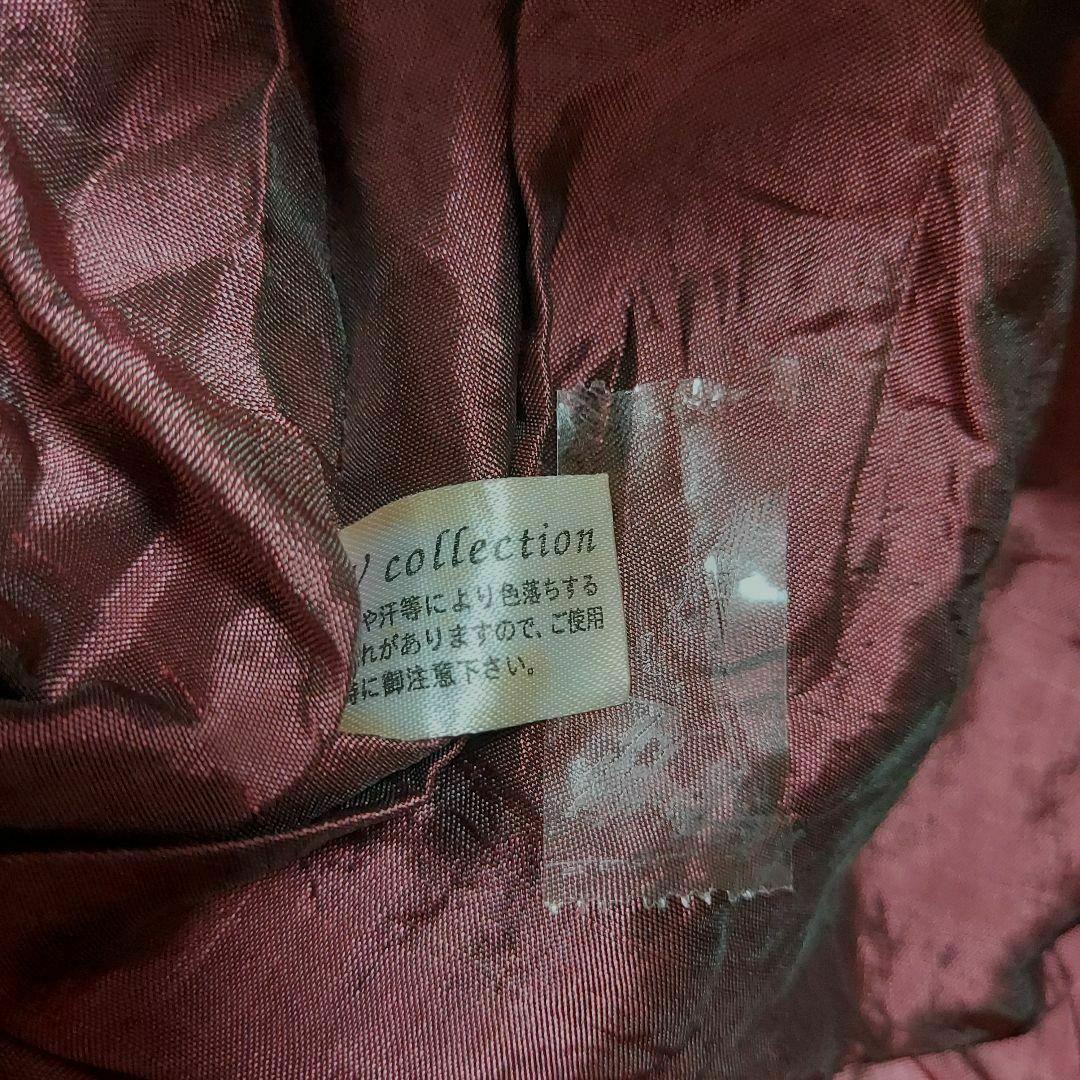 collection
や汗等により色落ちする
れがありますので、ご使用
時に御注意下さい。